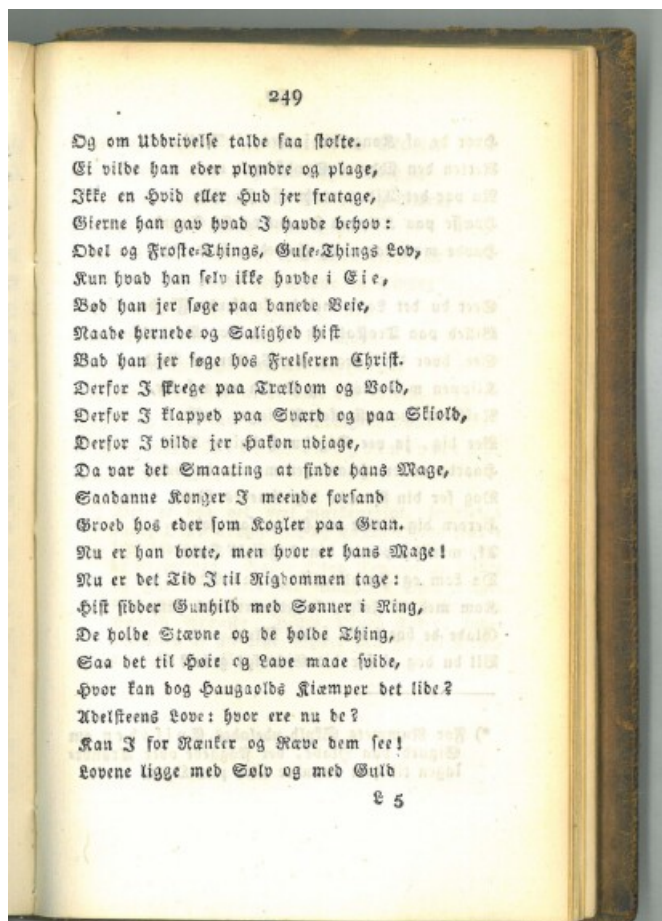 249
Og om Uddrivelse talde saa stolte.
Ei vilde han eder plyndre og plage,
Ikke en Hvid eller Hud jer fratage,
Gierne han gav hvad I havde behov:
Odel og Froste-Things, Gule-Things Lov,
Kun hvad han selv ikke havde i Eie,
Bød han jer søge paa banede Veie,
Naade hernede og Salighed hist
Bad han jer søge hos Frelseren Christ.
Derfor I skrege paa Trældom og Vold,
Derfor I klapped paa Sværd og paa Skiold,
Derfor I vilde jer Hakon udjage,
Da var det Smaating at finde hans Mage,
Saadanne Konger I meende forsand
Groed hos eder som Kogler paa Gran.
Nu er han borte, men hvor er hans Mage!
Nu er det Tid I til Rigdommen tage:
Hist sidder Gunhild med Sønner i Ring,
De holde Stævne og de holde Thing,
Saa det til Høie og Lave maae svide,
Hvor kan dog Haugaolds Kiæmper det lide?
Adelsteens Love: hvor ere nu de?
Kan I for Rænker og Ræve dem see!
Lovene ligge med Sølv og med Guld
L 5